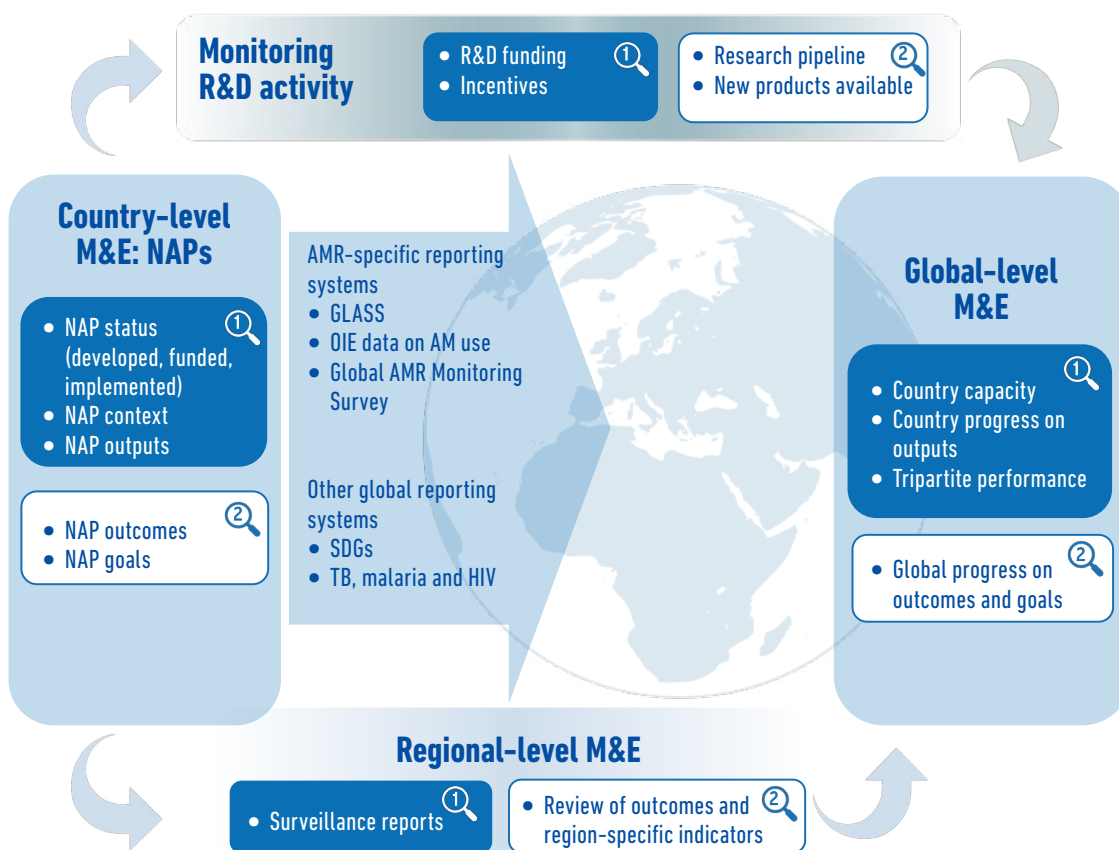 Monitoring
R&D activity
• R&D funding
• Incentives
1
• Research pipeline
• New products available
2
Country-level
M&E: NAPs
• NAP status
(developed, funded,
implemented)
• NAP context
• NAP outputs
1
• NAP outcomes
• NAP goals
2
AMR-specific reporting
systems
• GLASS
• OIE data on AM use
• Global AMR Monitoring
Survey
Other global reporting
systems
• SDGs
• TB, malaria and HIV
Global-level
M&E
1
• Country capacity
• Country progress on
outputs
• Tripartite performance
2
• Global progress on
outcomes and goals
Regional-level M&E
1
• Surveillance reports
2
• Review of outcomes and
region-specific indicators